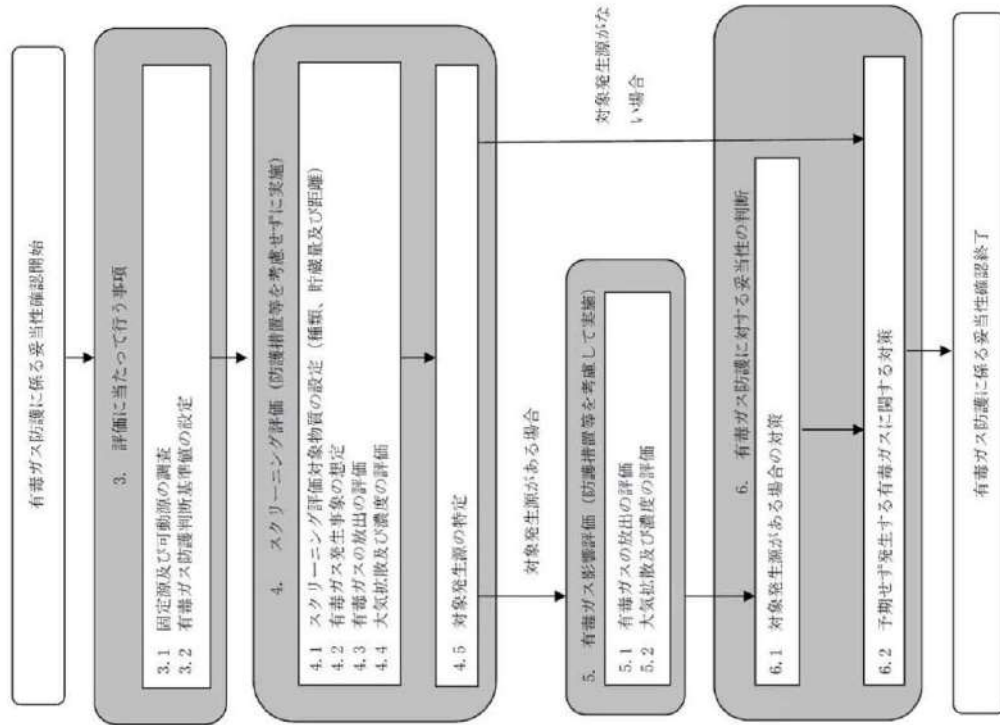 有毒ガス防護に係る妥当性確認開始
3. 評価に当たって行う事項
3.1 固定源及び可動源の調査
3.2 有毒ガス防護判断基準値の設定
4. スクリーニング評価（防護措置等を考慮せずに実施）
4.1 スクリーニング評価対象物質の設定（種類、貯蔵量及び距離）
4.2 有毒ガス発生事象の想定
4.3 有毒ガスの放出の評価
4.4 大気拡散及び濃度の評価
4.5 対象発生源の特定
対象発生源がある場合
対象発生源がな
い場合
5. 有毒ガス影響評価（防護措置等を考慮して実施）
5.1 有毒ガスの放出の評価
5.2 大気拡散及び濃度の評価
6. 有毒ガス防護に対する妥当性の判断
6.1 対象発生源がある場合の対策
6.2 予期せず発生する有毒ガスに関する対策
有毒ガス防護に係る妥当性確認終了